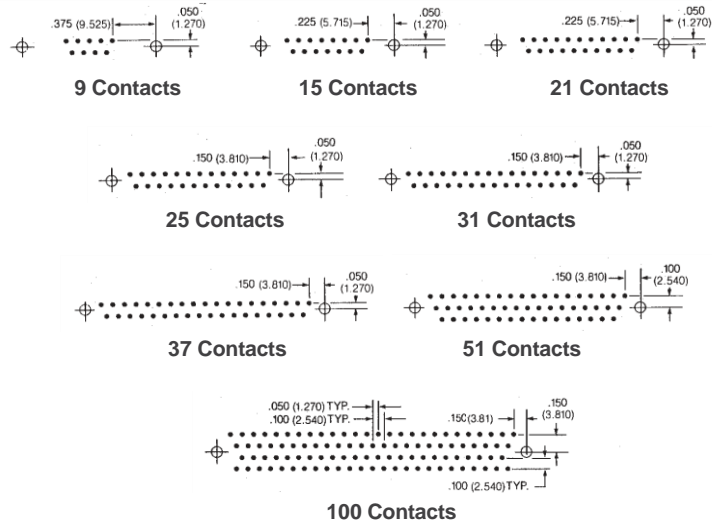 .375 (9.525)
.050
(1.270)
.225 (5.715)
.050
(1.270)
.225 (5.715)
.050
(1.270)
9 Contacts
15 Contacts
21 Contacts
.150 (3.810)
.050
(1.270)
.150 (3.810)
.050
(1.270)
25 Contacts
31 Contacts
.150 (3.810)
.050
(1.270)
.150 (3.810)
.100
(2.540)
37 Contacts
51 Contacts
.050 (1.270) TYP.
.100 (2.540) TYP.
.150 (3.81)
.150
(3.810)
.100 (2.540) TYP.
100 Contacts